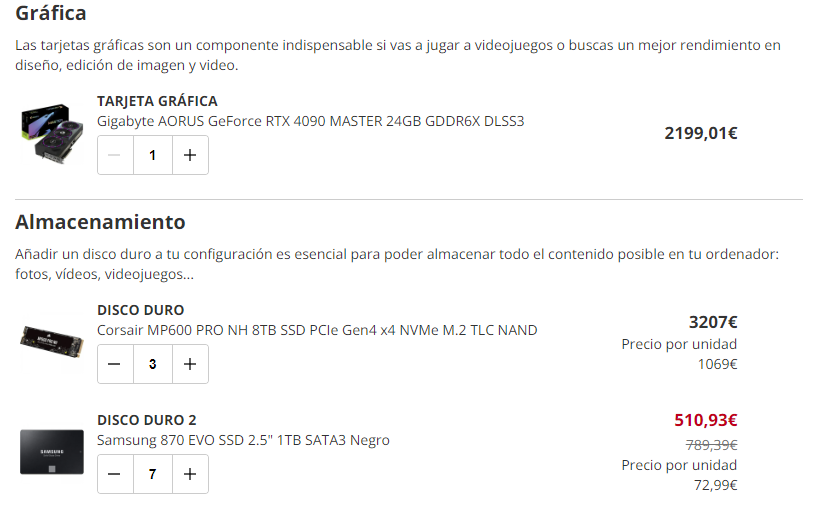 Gráfica
Las tarjetas gráficas son un componente indispensable si vas a jugar a videojuegos o buscas un mejor rendimiento en
diseño, edición de imagen y video.
TARJETA GRÁFICA
Gigabyte AORUS GeForce RTX 4090 MASTER 24GB GDDR6X DLSS3
2199,01€
— 1 +
Almacenamiento
Añadir un disco duro a tu configuración es esencial para poder almacenar todo el contenido posible en tu ordenador:
fotos, vídeos, videojuegos...
DISCO DURO
Corsair MP600 PRO NH 8TB SSD PCIe Gen4 x4 NVMe M.2 TLC NAND
— 3 +
3207€
Precio por unidad
1069€
DISCO DURO 2
Samsung 870 EVO SSD 2.5" 1TB SATA3 Negro
— 7 +
510,93€
789,39€
Precio por unidad
72,99€
SAMSUNG